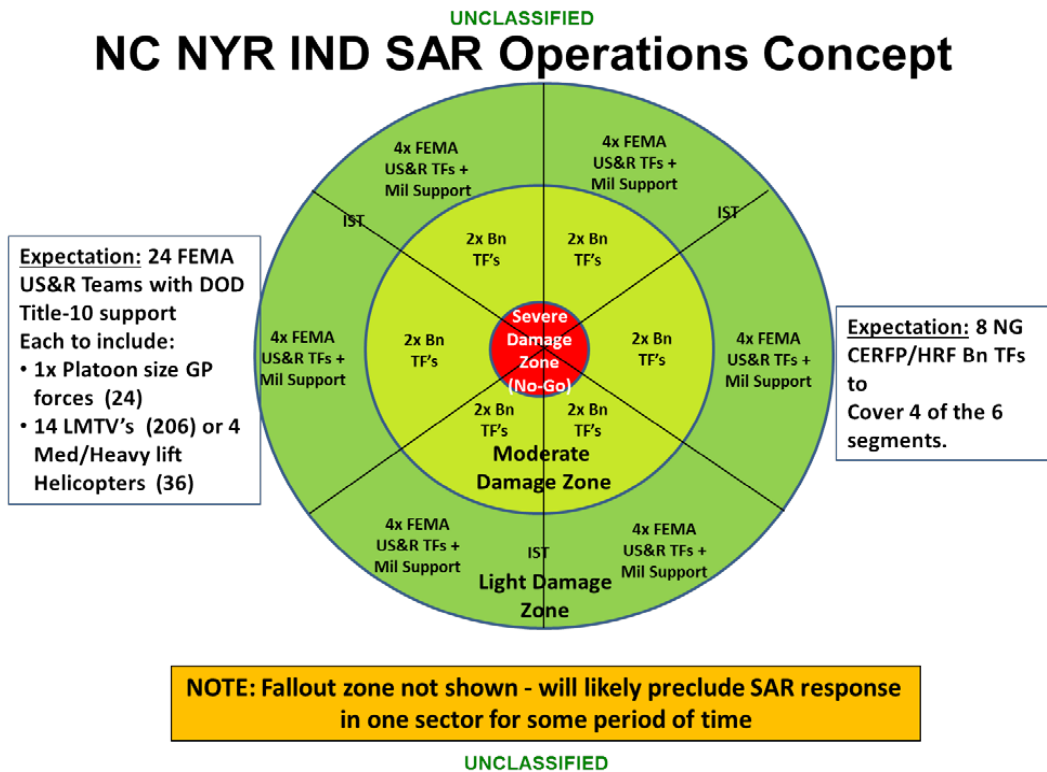 UNCLASSIFIED
NC NYR IND SAR Operations Concept
4x FEMA
US&R TFs +
Mil Support
4x FEMA
US&R TFs +
Mil Support
IST
IST
2x Bn
TF's
2x Bn
TF's
Expectation: 24 FEMA
US&R Teams with DOD
Title-10 support
Each to include:
• 1x Platoon size GP
forces (24)
• 14 LMTV's (206) or 4
Med/Heavy lift
Helicopters (36)
4x FEMA
US&R TFs +
Mil Support
2x Bn
TF's
Severe
Damage
Zone
(No-Go)
2x Bn
TF's
4x FEMA
US&R TFs +
Mil Support
Expectation: 8 NG
CERFP/HRF Bn TFs
to
Cover 4 of the 6
segments.
2x Bn
TF's
2x Bn
TF's
Moderate
Damage Zone
4x FEMA
US&R TFs +
Mil Support
IST
4x FEMA
US&R TFs +
Mil Support
Light Damage
Zone
NOTE: Fallout zone not shown - will likely preclude SAR response
in one sector for some period of time
UNCLASSIFIED